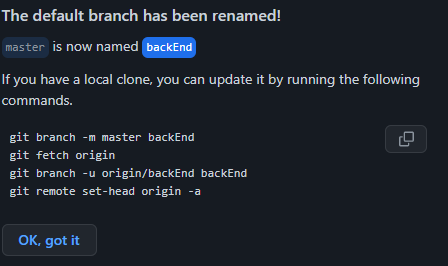 The default branch has been renamed!
master is now named backEnd
If you have a local clone, you can update it by running the following
commands.
git branch -m master backEnd
git fetch origin
git branch -u origin/backEnd backEnd
git remote set-head origin -a
OK, got it